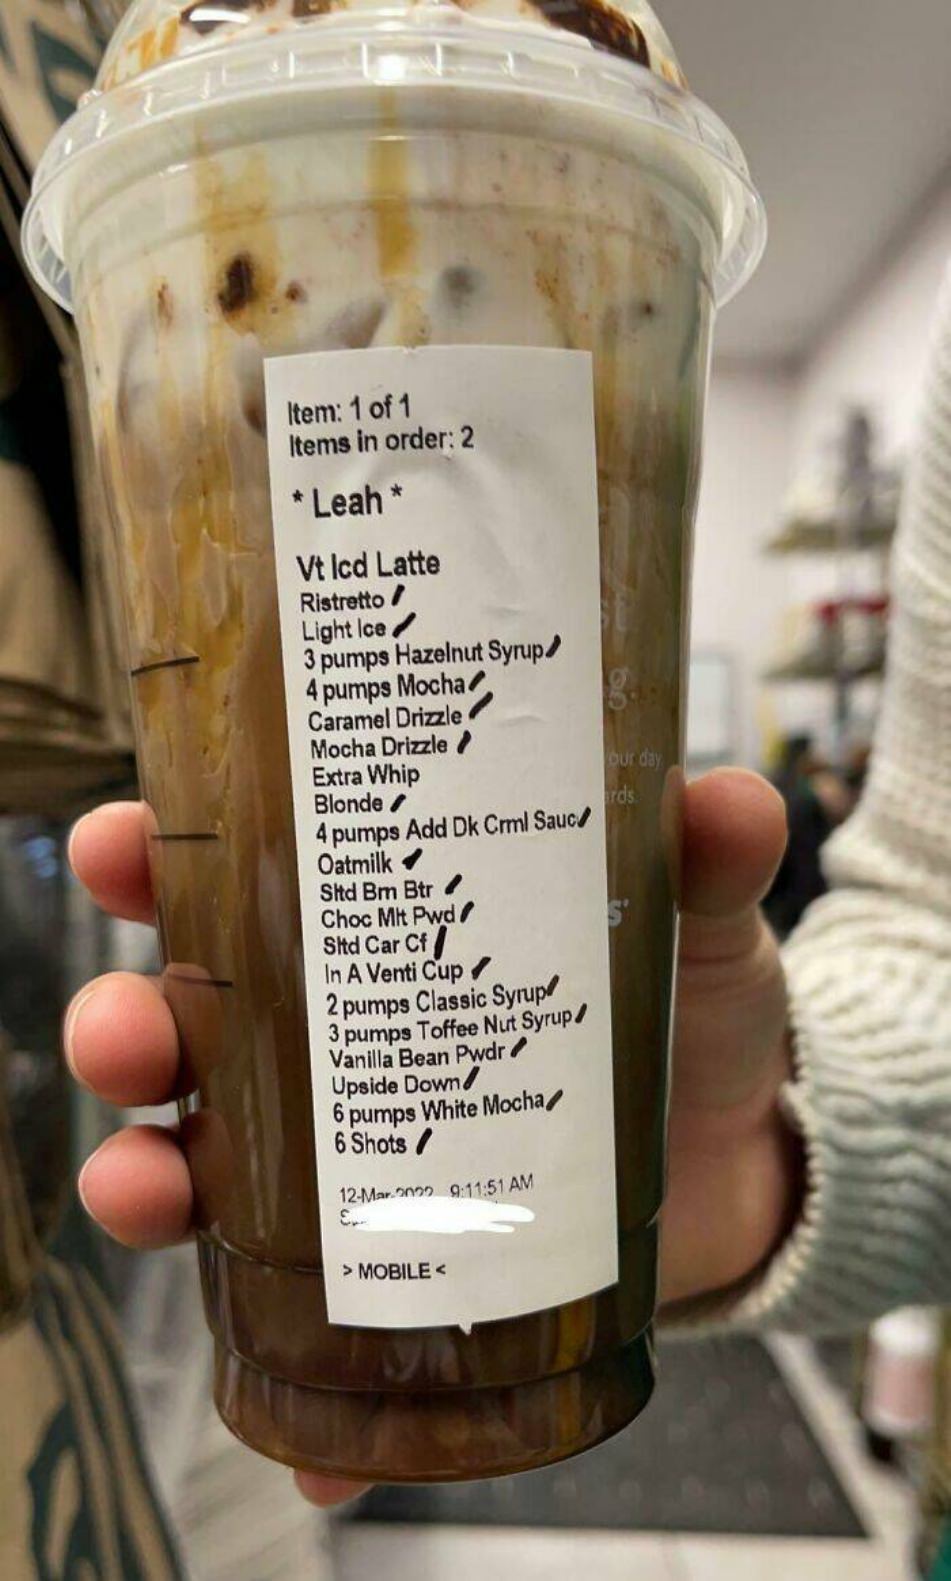 Item: 1 of 1
Items in order: 2
* Leah *
Vt Icd Latte
Ristretto
Light Ice
3 pumps Hazelnut Syrup
4 pumps Mocha
Caramel Drizzle
Mocha Drizzle
Extra Whip
Blonde
4 pumps Add Dk Crml Sauc
Oatmilk
Sltd Brn Btr
Choc Mlt Pwd
Sltd Car Cf
In A Venti Cup
2 pumps Classic Syrup
3 pumps Toffee Nut Syrup
Vanilla Bean Pwdr
Upside Down
6 pumps White Mocha
6 Shots
12-Mar-2022 9:11:51 AM
> MOBILE <
our day